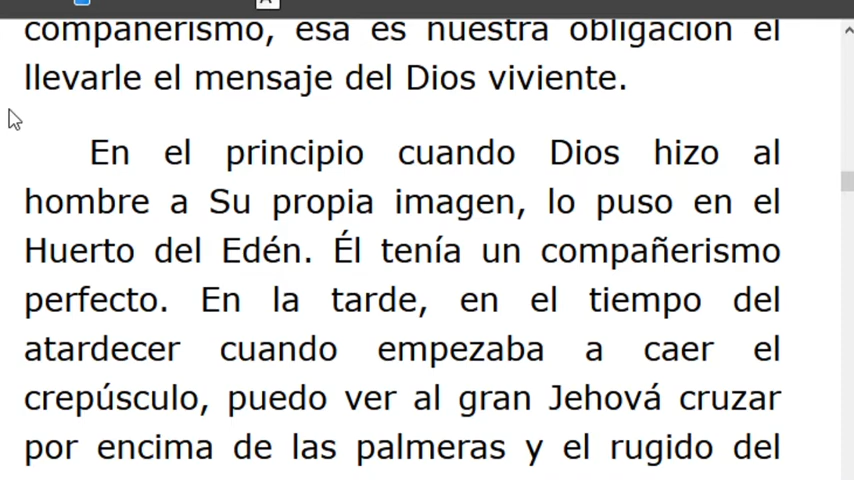 compañerismo, esa es nuestra obligación el
llevarle el mensaje del Dios viviente.
En el principio cuando Dios hizo al
hombre a Su propia imagen, lo puso en el
Huerto del Edén. Él tenía un compañerismo
perfecto. En la tarde, en el tiempo del
atardecer cuando empezaba a caer el
crepúsculo, puedo ver al gran Jehová cruzar
por encima de las palmeras y el rugido del